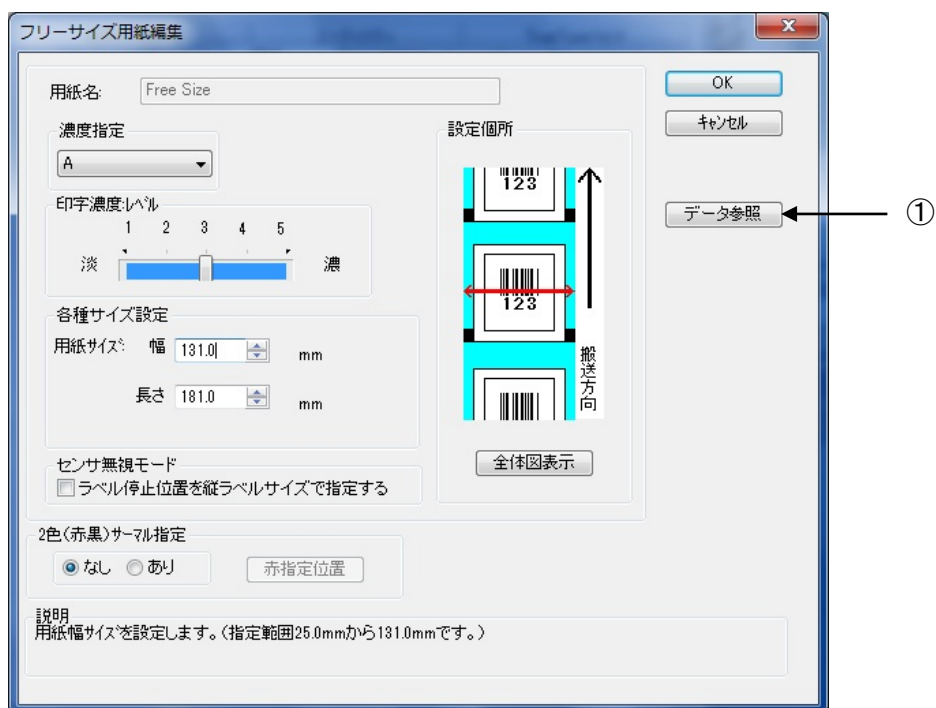 フリーサイズ用紙編集
用紙名:
Free Size
OK
キャンセル
濃度指定
A
設定個所
データ参照
①
印字濃度:レベル
1 2 3 4 5
淡
濃
123
123
搬送方向
各種サイズ設定
用紙サイズ: 幅 131.0 mm
長さ 181.0 mm
全体図表示
センサ無視モード
ラベル停止位置を縦ラベルサイズで指定する
2色(赤黒)サーマル指定
なし あり
赤指定位置
説明
用紙幅サイズを設定します。(指定範囲25.0mmから131.0mmです。)